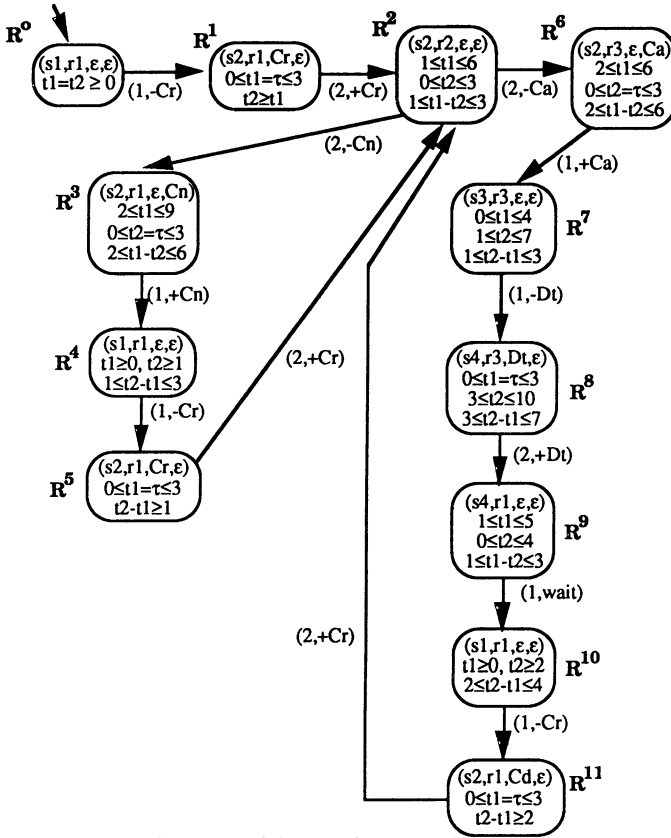 R⁰
(s1,r1,ε,ε)
t1=t2 ≥ 0
(1,-Cr)
R¹
(s2,r1,Cr,ε)
0≤t1=τ≤3
t2≥t1
(2,+Cr)
R²
(s2,r2,ε,ε)
1≤t1≤6
0≤t2≤3
1≤t1-t2≤3
(2,-Ca)
R⁶
(s2,r3,ε,Ca)
2≤t1≤6
0≤t2=τ≤3
2≤t1-t2≤6
(2,-Cn)
(1,+Ca)
R³
(s2,r1,ε,Cn)
2≤t1≤9
0≤t2=τ≤3
2≤t1-t2≤6
(1,+Cn)
R⁴
(s1,r1,ε,ε)
t1≥0, t2≥1
1≤t2-t1≤3
(1,-Cr)
R⁵
(s2,r1,Cr,ε)
0≤t1=τ≤3
t2-t1≥1
(2,+Cr)
(s3,r3,ε,ε)
0≤t1≤4
1≤t2≤7
1≤t2-t1≤3
R⁷
(1,-Dt)
(s4,r3,Dt,ε)
0≤t1=τ≤3
3≤t2≤10
3≤t2-t1≤7
R⁸
(2,+Dt)
(s4,r1,ε,ε)
1≤t1≤5
0≤t2≤4
1≤t1-t2≤3
R⁹
(1,wait)
(2,+Cr)
(s1,r1,ε,ε)
t1≥0, t2≥2
2≤t2-t1≤4
R¹⁰
(1,-Cr)
(s2,r1,Cd,ε)
0≤t1=τ≤3
t2-t1≥2
R¹¹